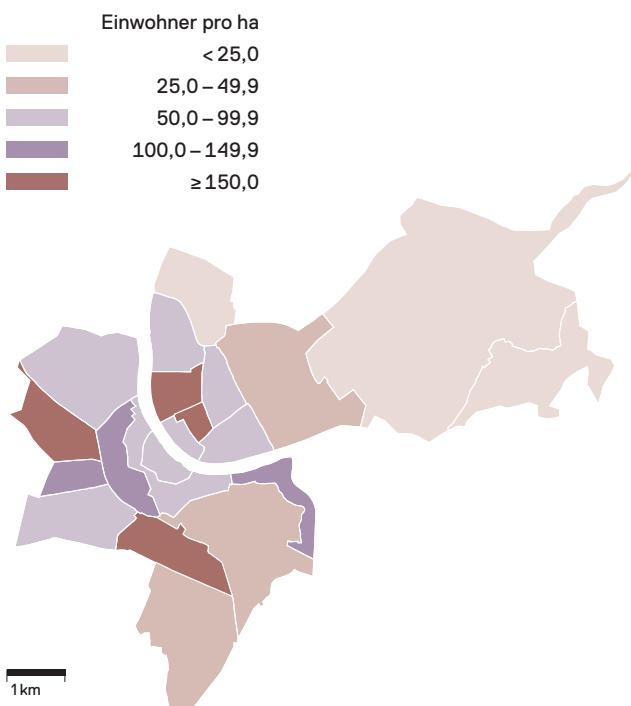 Einwohner pro ha
< 25,0
25,0 – 49,9
50,0 – 99,9
100,0 – 149,9
≥ 150,0
1 km